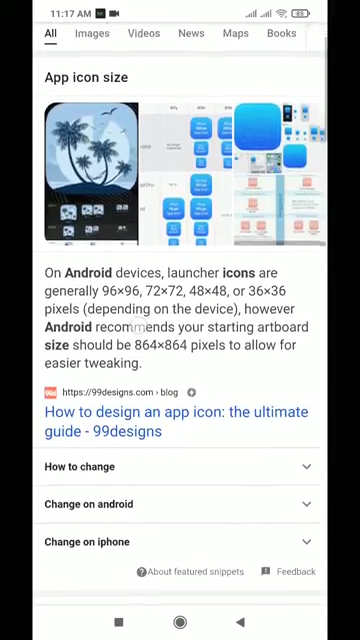 11:17 AM
85
All Images Videos News Maps Books
App icon size
On Android devices, launcher icons are
generally 96×96, 72×72, 48×48, or 36×36
pixels (depending on the device), however
Android recommends your starting artboard
size should be 864×864 pixels to allow for
easier tweaking.
99d https://99designs.com › blog
How to design an app icon: the ultimate
guide - 99designs
How to change
Change on android
Change on iphone
About featured snippets Feedback